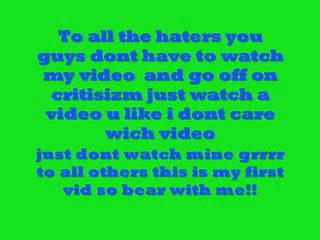 To all the haters you
guys dont have to watch
my video and go off on
critisizm just watch a
video u like i dont care
wich video
just dont watch mine grrrr
to all others this is my first
vid so bear with me!!